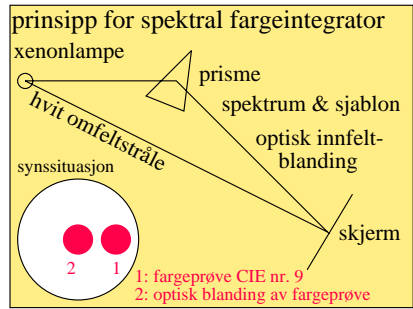 prinsipp for spektral fargeintegrator
xenonlampe
prisme
spektrum & sjablon
hvit omfeltstråle
optisk innfelt-
blanding
synssituasjon
skjerm
2 1
1: fargeprøve CIE nr. 9
2: optisk blanding av fargeprøve